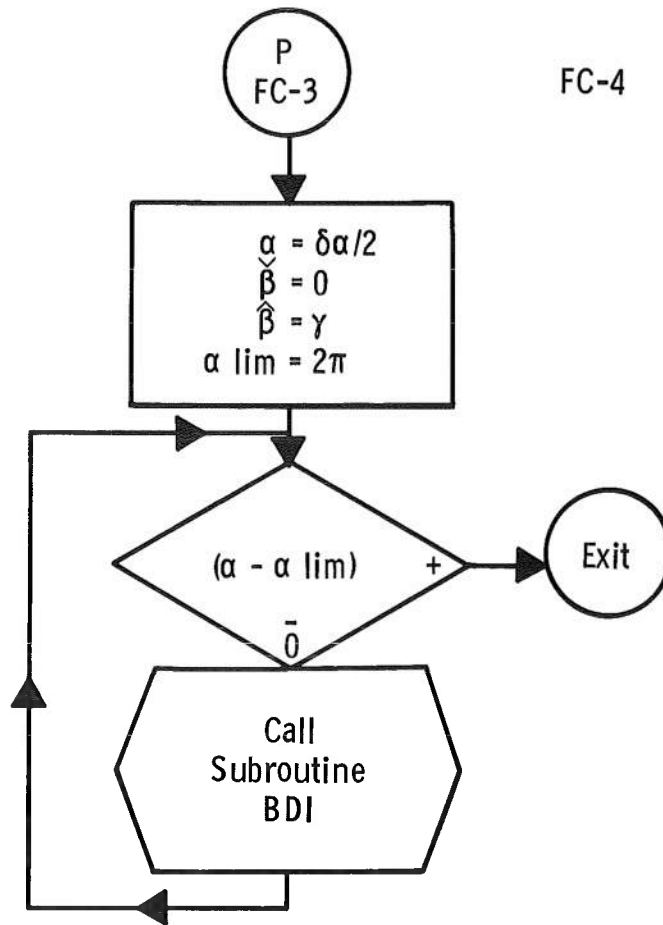 P
FC-3
FC-4
α = δα/2
β̌ = 0
β̂ = γ
α lim = 2π
(α - α lim)
+
Exit
-
0
Call
Subroutine
BDI